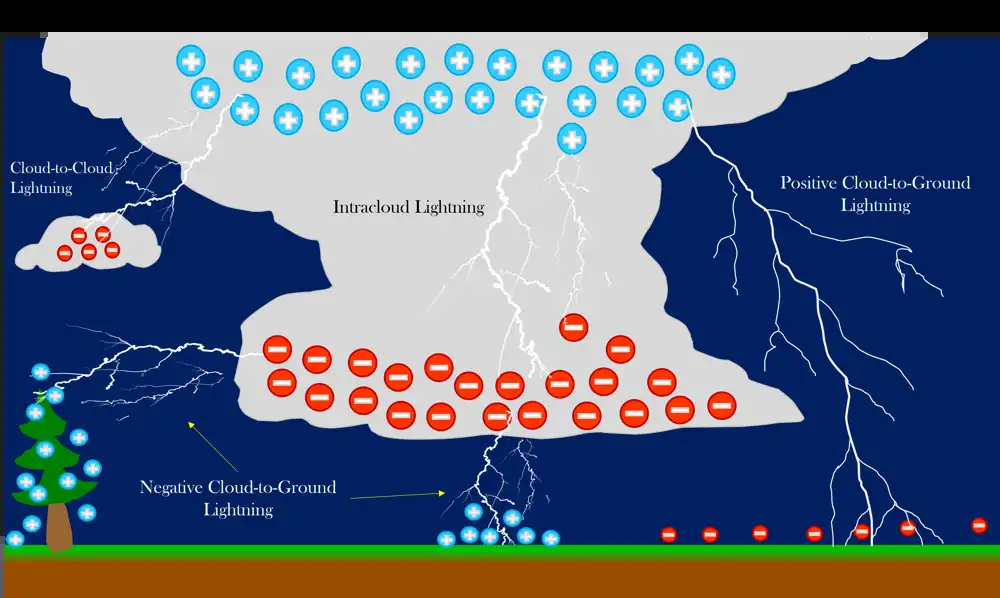 Cloud-to-Cloud
Lightning
Intracloud Lightning
Positive Cloud-to-Ground
Lightning
Negative Cloud-to-Ground
Lightning